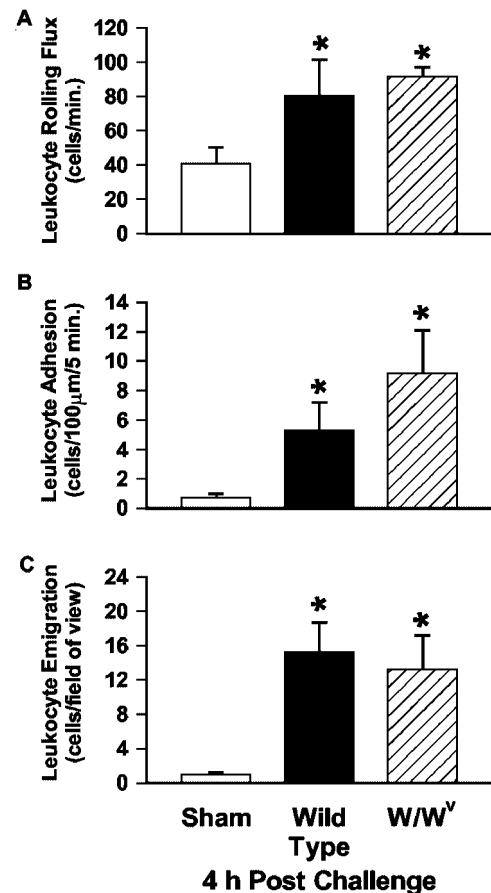 A
Leukocyte Rolling Flux
(cells/min.)
120
100
80
60
40
20
0
*
*
B
Leukocyte Adhesion
(cells/100μm/5 min.)
14
12
10
8
6
4
2
0
*
*
C
Leukocyte Emigration
(cells/field of view)
24
20
16
12
8
4
0
*
*
Sham
Wild
Type
W/Wᵛ
4 h Post Challenge